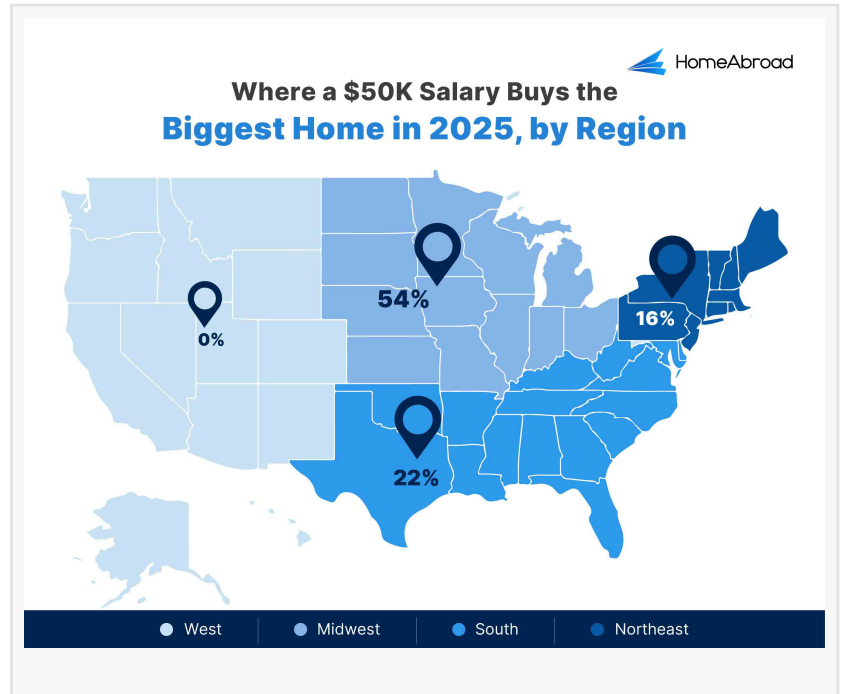 HomeAbroad
Where a $50K Salary Buys the
Biggest Home in 2025, by Region
54%
0%
16%
22%
West
Midwest
South
Northeast